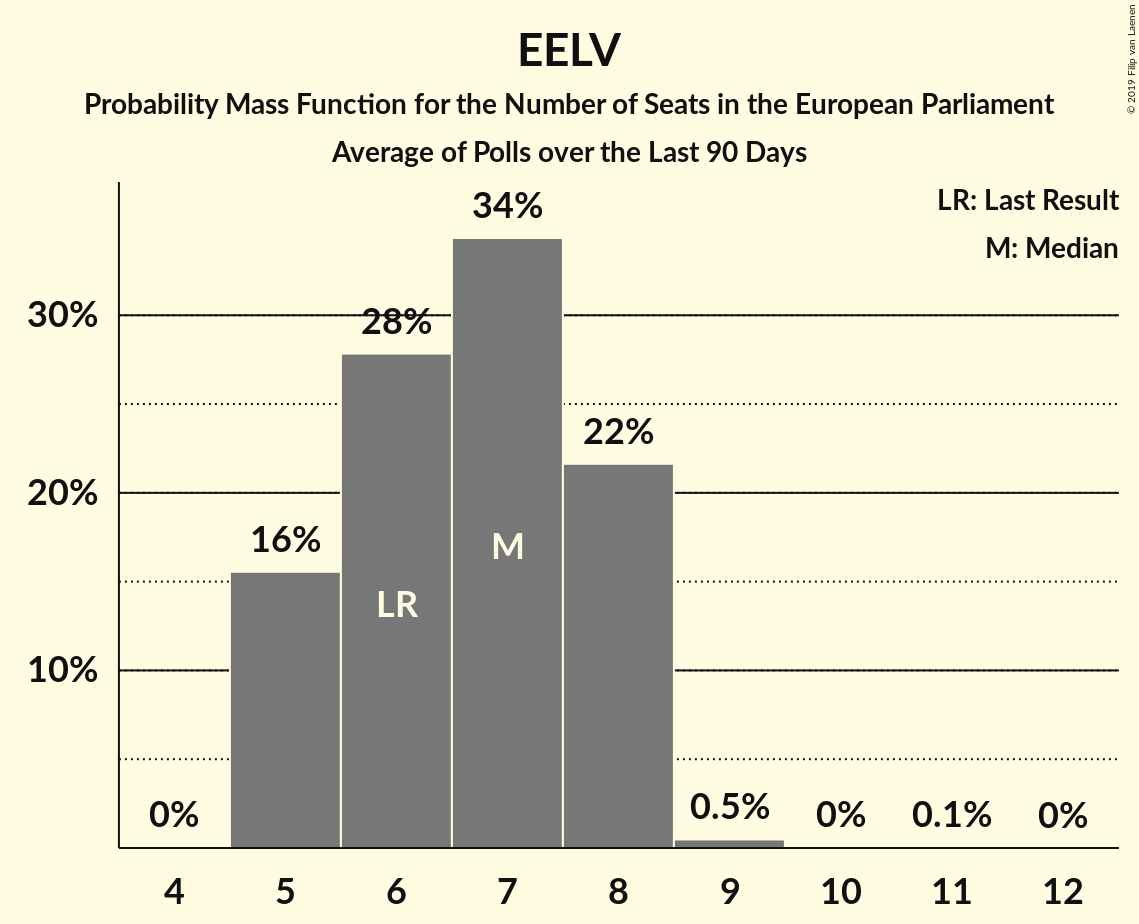 EELV
Probability Mass Function for the Number of Seats in the European Parliament
Average of Polls over the Last 90 Days
© 2019 Filip van Laenen
LR: Last Result
M: Median
34%
30%
28%
22%
20%
16%
M
LR
10%
0%
0.5%
0%
0.1%
0%
4 5 6 7 8 9 10 11 12